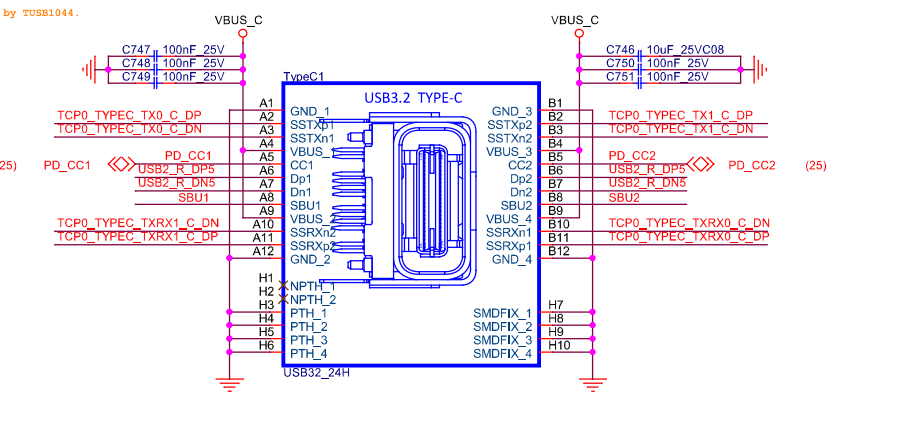 by TUSB1044.
VBUS_C
VBUS_C
C747 100nF_25V
C748 100nF_25V
C749 100nF_25V
C746 10uF_25VC08
C750 100nF_25V
C751 100nF_25V
TypeC1
USB3.2 TYPE-C
A1 GND_1 GND_3 B1
TCP0_TYPEC_TX0_C_DP A2 SSTXp1 SSTXp2 B2 TCP0_TYPEC_TX1_C_DP
TCP0_TYPEC_TX0_C_DN A3 SSTXn1 SSTXn2 B3 TCP0_TYPEC_TX1_C_DN
A4 VBUS_1 VBUS_3 B4
25) PD_CC1 PD_CC1 A5 CC1 CC2 B5 PD_CC2 PD_CC2 (25)
USB2_R_DP5 A6 Dp1 Dp2 B6 USB2_R_DP5
USB2_R_DN5 A7 Dn1 Dn2 B7 USB2_R_DN5
SBU1 A8 SBU1 SBU2 B8 SBU2
A9 VBUS_2 VBUS_4 B9
TCP0_TYPEC_TXRX1_C_DN A10 SSRXn2 SSRXn1 B10 TCP0_TYPEC_TXRX0_C_DN
TCP0_TYPEC_TXRX1_C_DP A11 SSRXp2 SSRXp1 B11 TCP0_TYPEC_TXRX0_C_DP
A12 GND_2 GND_4 B12
H1 NPTH_1
H2 NPTH_2
H3 PTH_1 SMDFIX_1 H7
H4 PTH_2 SMDFIX_2 H8
H5 PTH_3 SMDFIX_3 H9
H6 PTH_4 SMDFIX_4 H10
USB32_24H